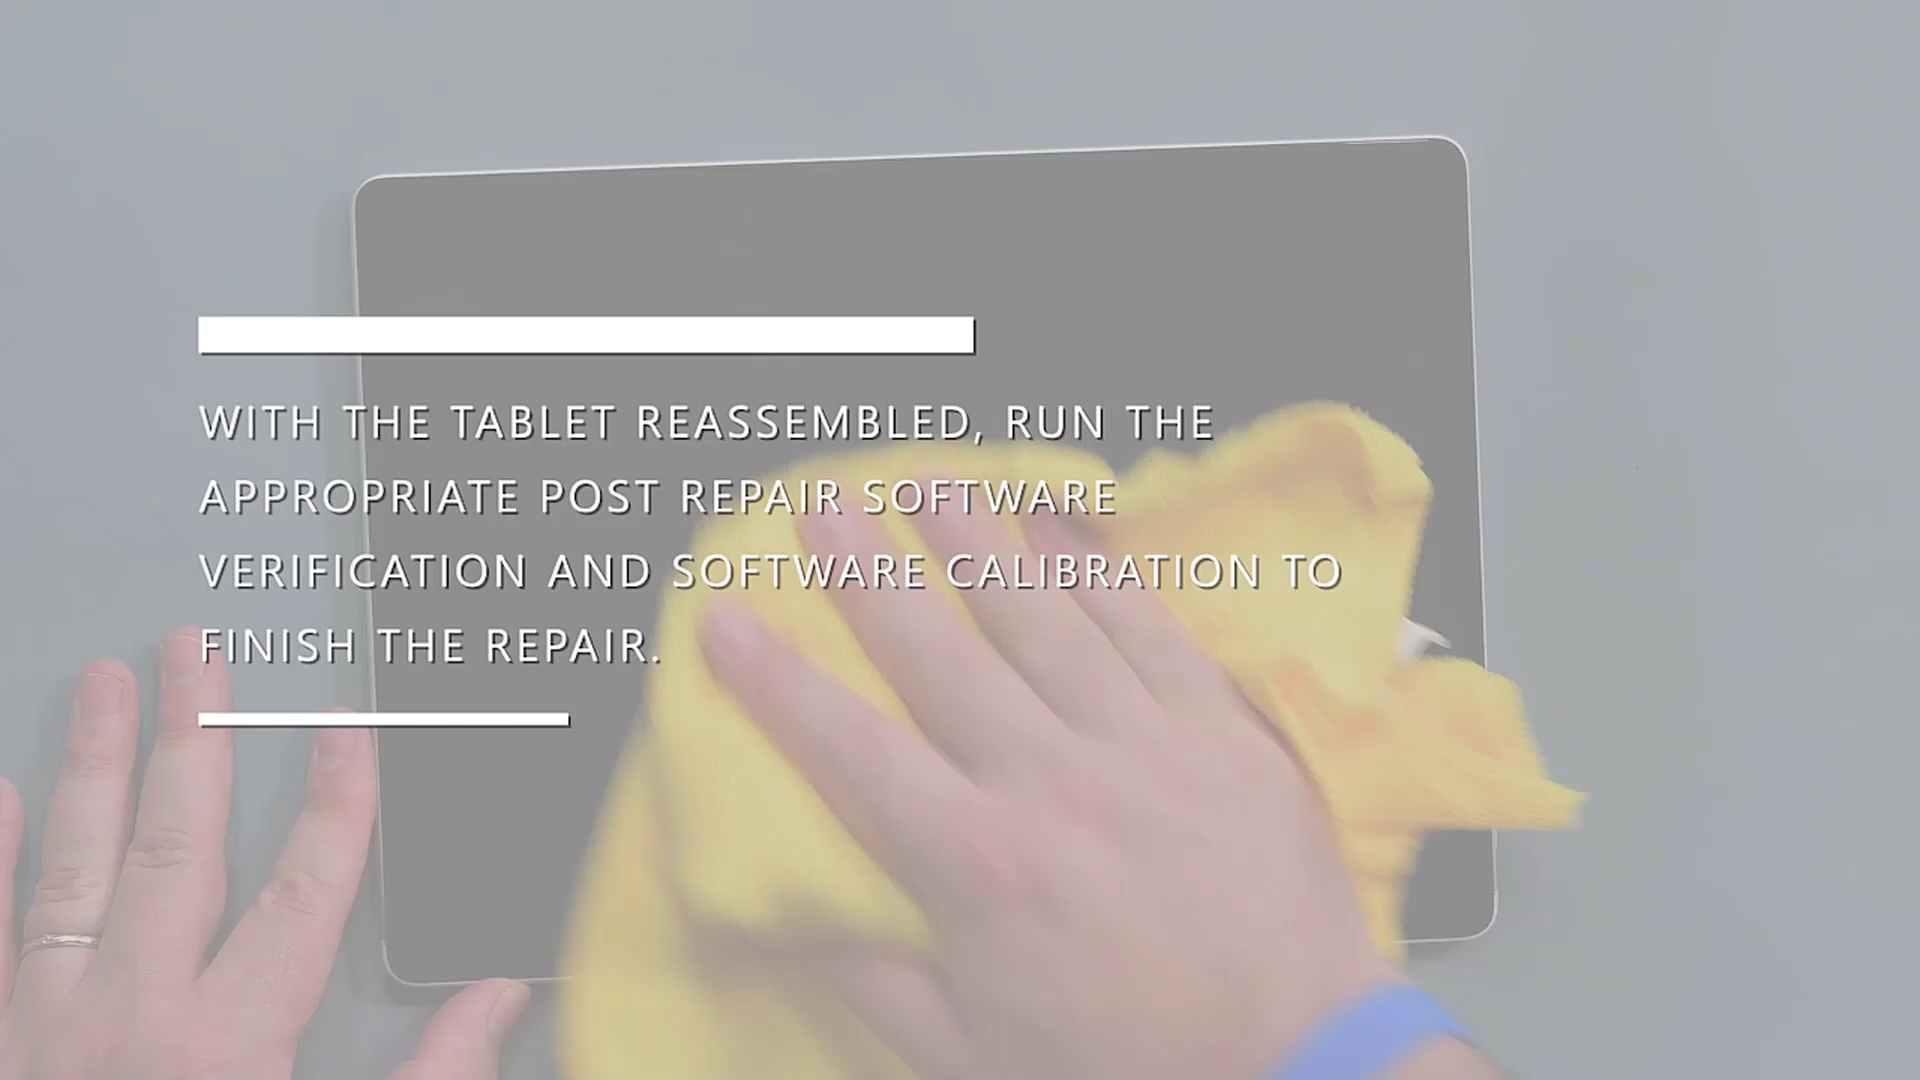 WITH THE TABLET REASSEMBLED, RUN THE
APPROPRIATE POST REPAIR SOFTWARE
VERIFICATION AND SOFTWARE CALIBRATION TO
FINISH THE REPAIR.